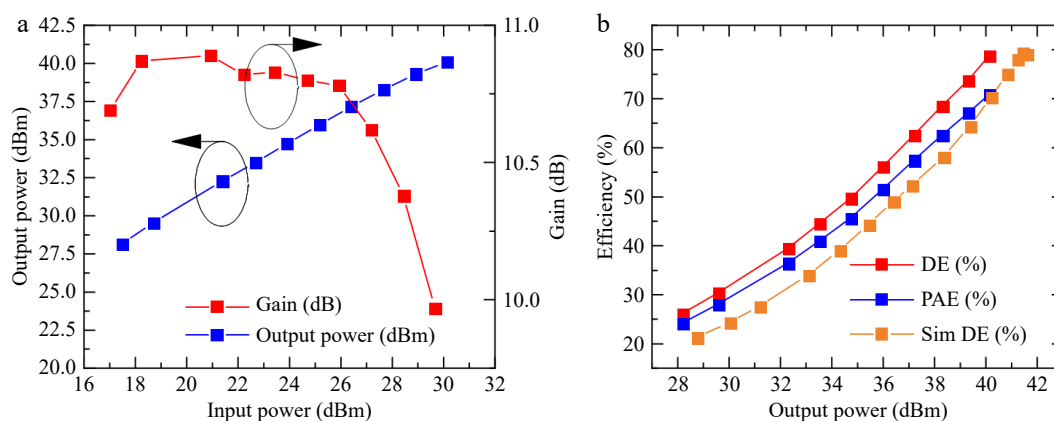 a
42.5
40.0
37.5
35.0
32.5
30.0
27.5
25.0
22.5
20.0
Output power (dBm)
16 18 20 22 24 26 28 30 32
Input power (dBm)
11.0
10.5
10.0
Gain (dB)
Gain (dB)
Output power (dBm)
b
80
70
60
50
40
30
20
Efficiency (%)
28 30 32 34 36 38 40 42
Output power (dBm)
DE (%)
PAE (%)
Sim DE (%)